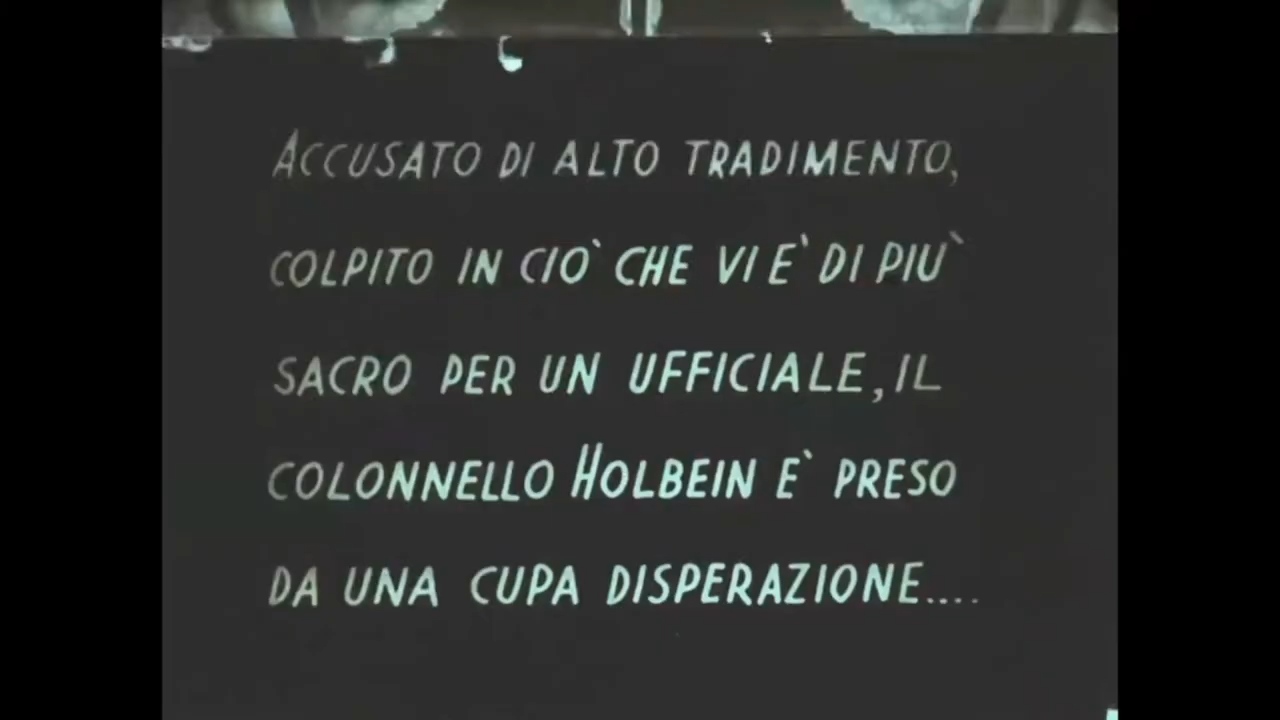 ACCUSATO DI ALTO TRADIMENTO,
COLPITO IN CIO` CHE VI E` DI PIU`
SACRO PER UN UFFICIALE, IL
COLONNELLO HOLBEIN E` PRESO
DA UNA CUPA DISPERAZIONE....